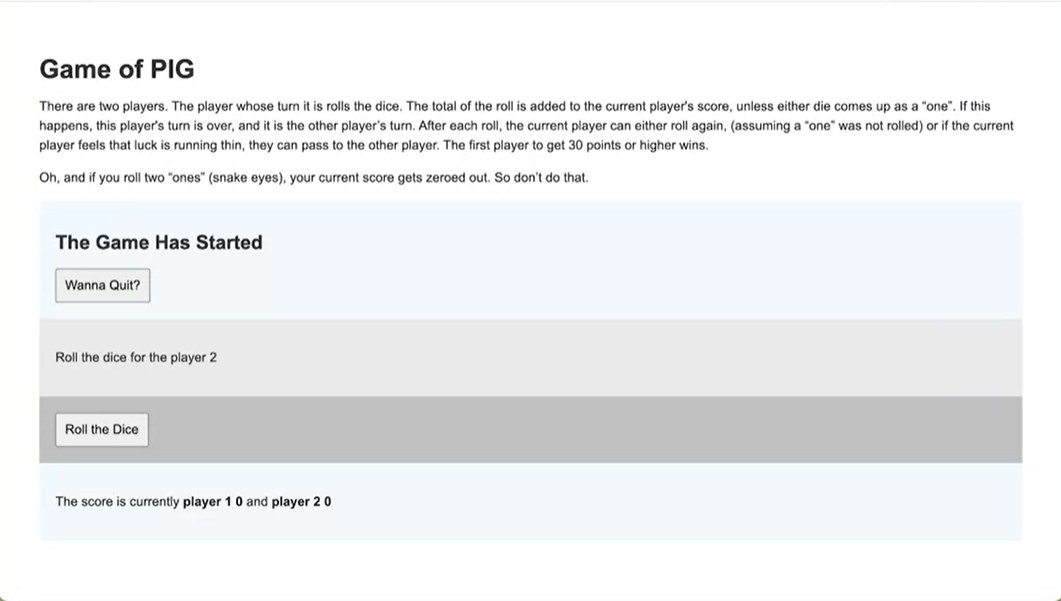 Game of PIG
There are two players. The player whose turn it is rolls the dice. The total of the roll is added to the current player's score, unless either die comes up as a "one". If this
happens, this player's turn is over, and it is the other player's turn. After each roll, the current player can either roll again, (assuming a "one" was not rolled) or if the current
player feels that luck is running thin, they can pass to the other player. The first player to get 30 points or higher wins.
Oh, and if you roll two "ones" (snake eyes), your current score gets zeroed out. So don't do that.
The Game Has Started
Wanna Quit?
Roll the dice for the player 2
Roll the Dice
The score is currently player 1 0 and player 2 0